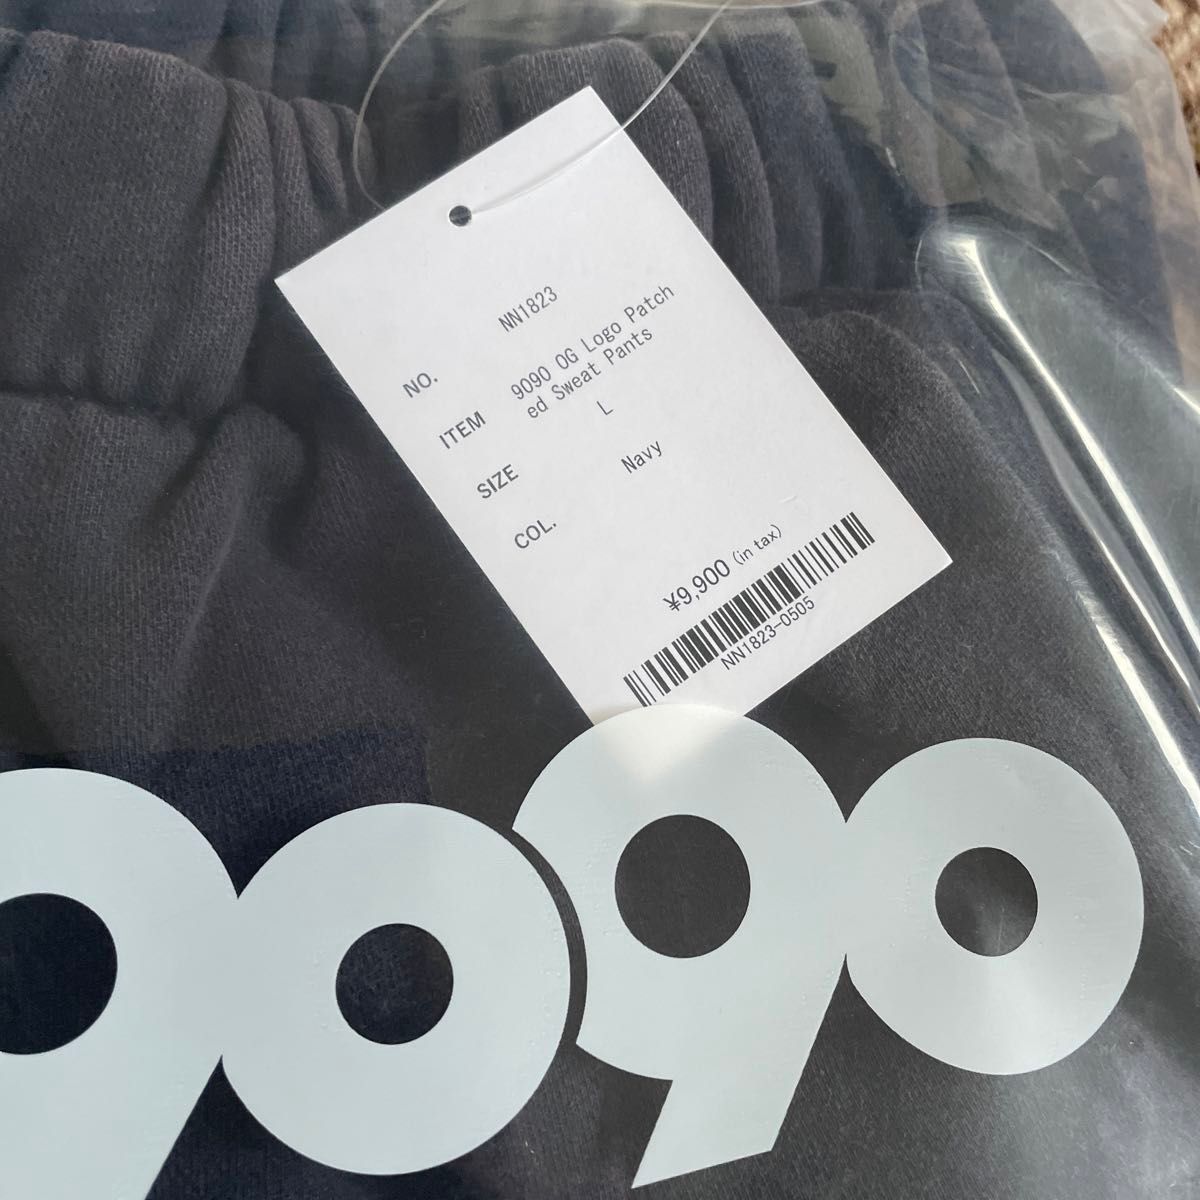 NO. NN1823
ITEM 9090 OG Logo Patch
ed Sweat Pants
SIZE L
COL. Navy
¥9,900 (in tax)
NN1823-0505
9090